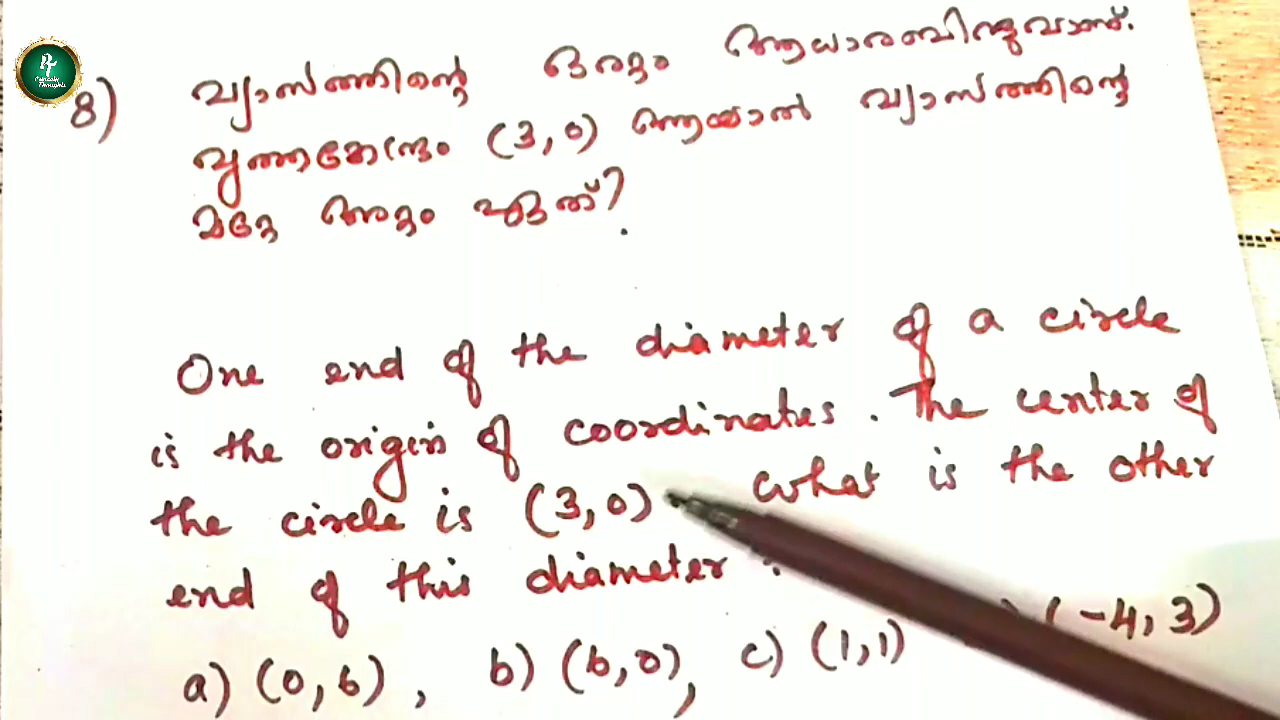 8) വ്യാസത്തിന്റെ ഒരറ്റം ആധാരബിന്ദുവാണ്.
വൃത്തകേന്ദ്രം (3,0) ആയാൽ വ്യാസത്തിന്റെ
മറ്റേ അറ്റം ഏത്?
One end of the diameter of a circle
is the origin of coordinates. The center of
the circle is (3,0) What is the other
end of this diameter
a) (0,6), b) (6,0), c) (1,1) (-4,3)